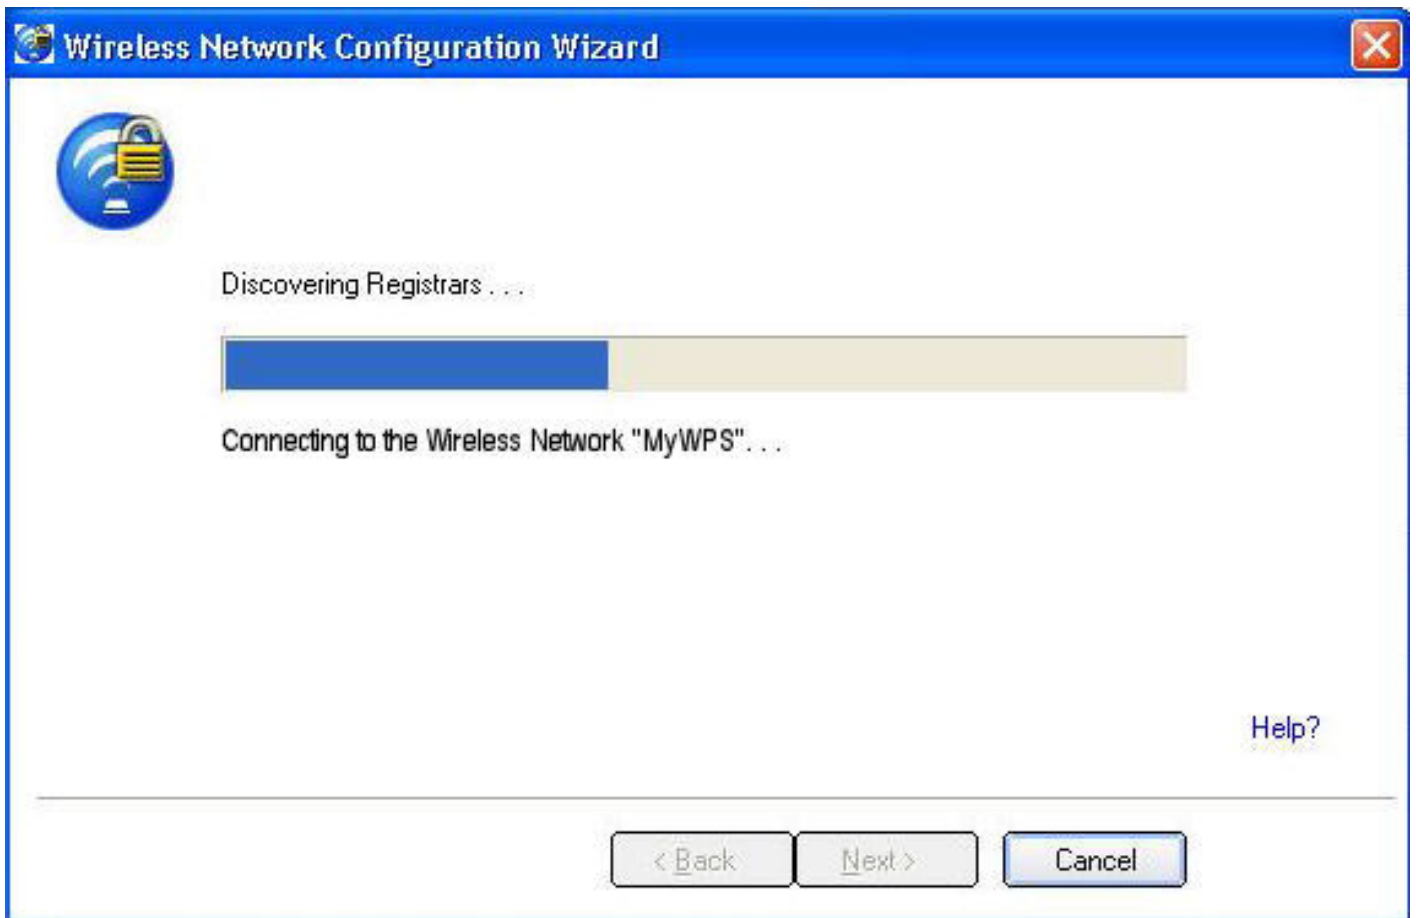 Wireless Network Configuration Wizard
Discovering Registrars . . .
Connecting to the Wireless Network "MyWPS". . .
Help?
< Back Next > Cancel